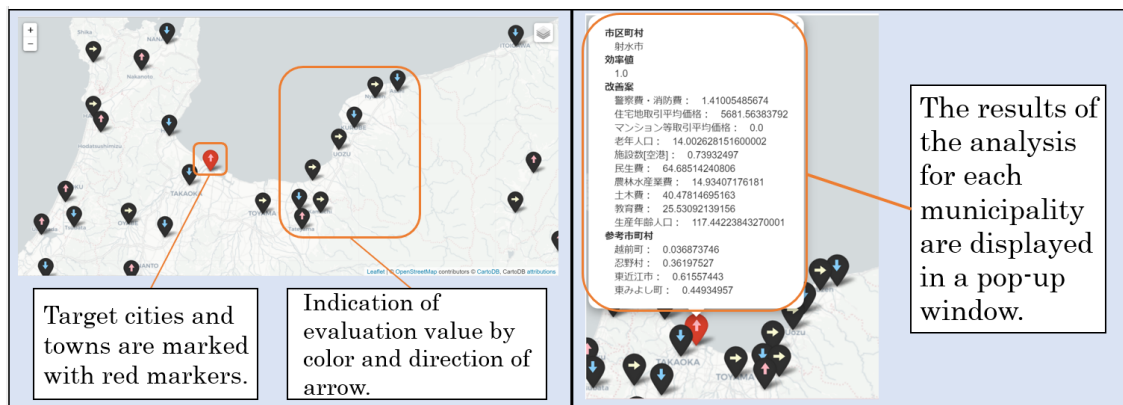 +
−
Shika
Nakanoto
ITOIGAWA
UOZU
TAKAOKA
TOYAMA
Leaflet | © OpenStreetMap contributors © CartoDB, CartoDB attributions
Target cities and
towns are marked
with red markers.
Indication of
evaluation value by
color and direction of
arrow.
市区町村
射水市
効率値
1.0
改善案
警察費・消防費： 1.41005485674
住宅地取引平均価格： 5681.56383792
マンション等取引平均価格： 0.0
老年人口： 14.002628151600002
施設数[空港]： 0.73932497
民生費： 64.68514240806
農林水産業費： 14.93407176181
土木費： 40.47814695163
教育費： 25.53092139156
生産年齢人口： 117.44223843270001
参考市町村
越前町： 0.036873746
忍野村： 0.36197527
東近江市： 0.61557443
東みよし町： 0.44934957
UOZU
TAKAOKA
The results of
the analysis
for each
municipality
are displayed
in a pop-up
window.